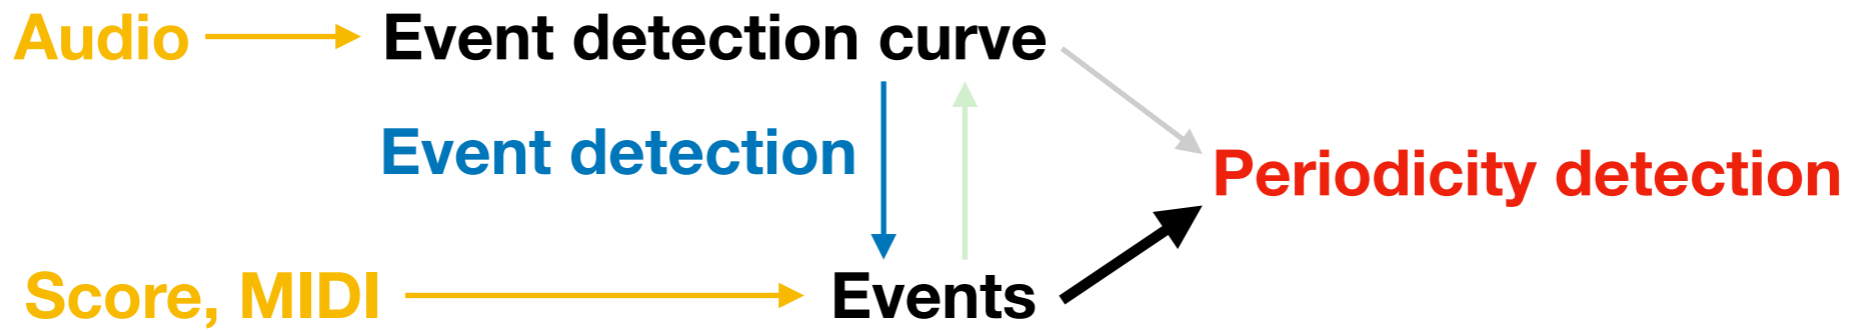 Audio
Event detection curve
Event detection
Periodicity detection
Score, MIDI
Events